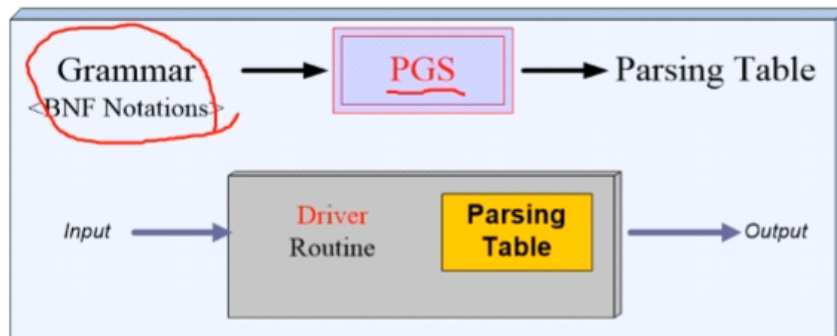 Grammar PGS Parsing Table
<BNF Notations>
Input Driver Routine Parsing Table Output